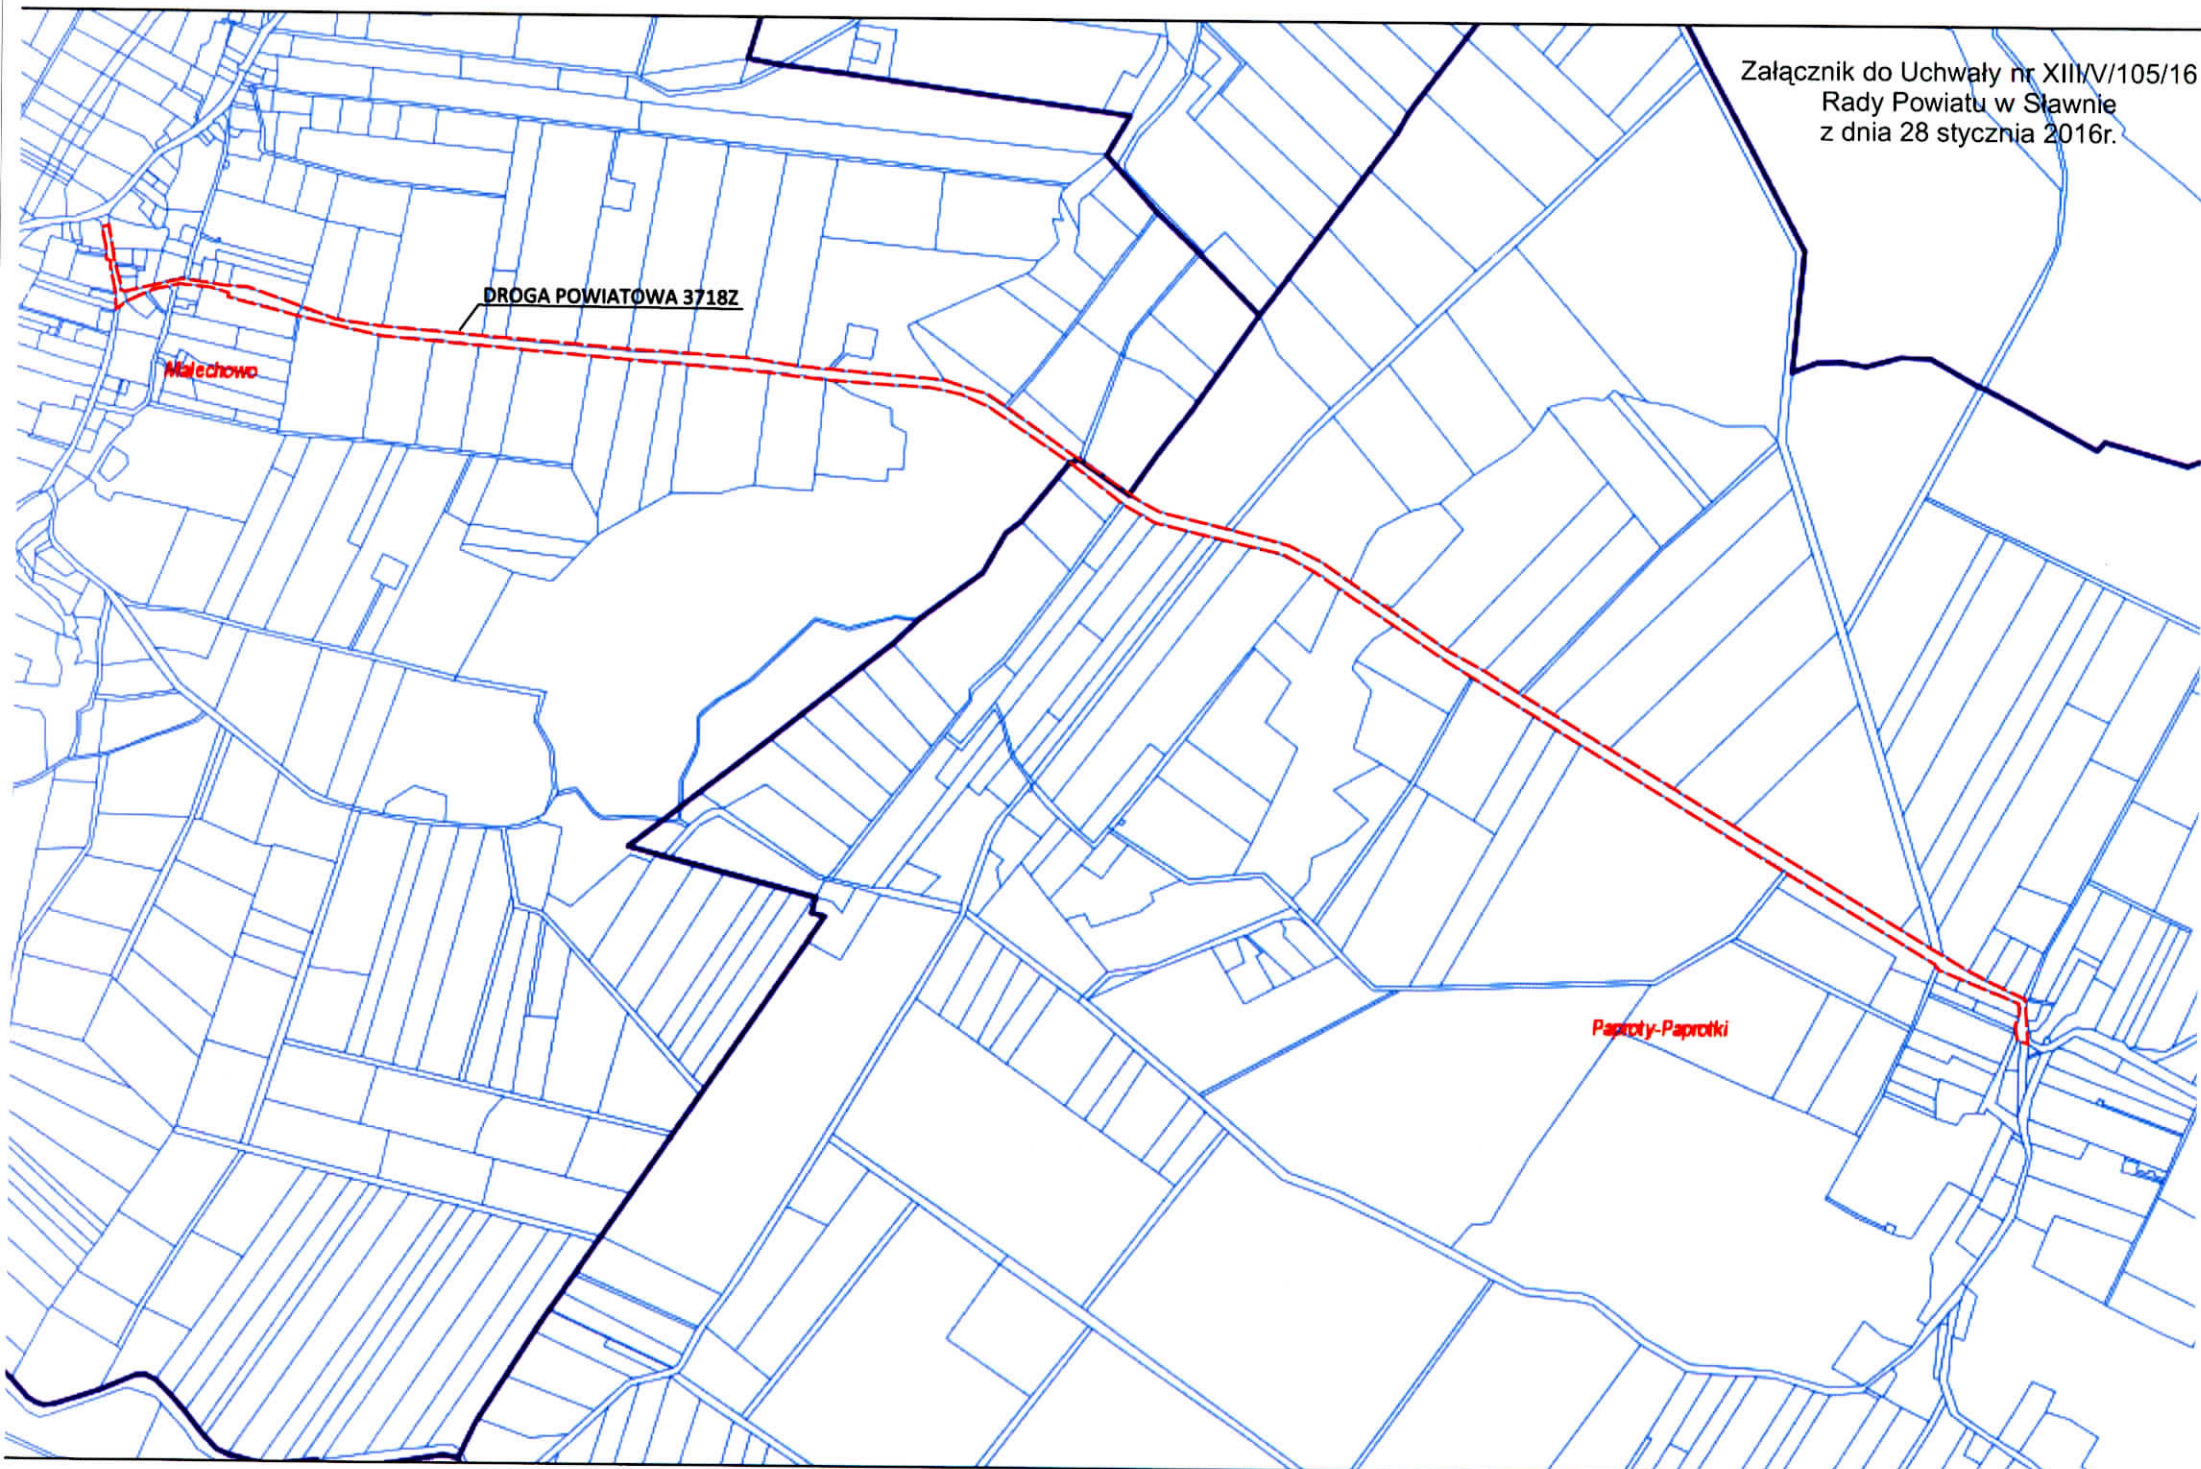 Załącznik do Uchwały nr XIII/V/105/16
Rady Powiatu w Sławnie
z dnia 28 stycznia 2016r.
DROGA POWIATOWA 3718Z
Malechowo
Paproty-Paprotki